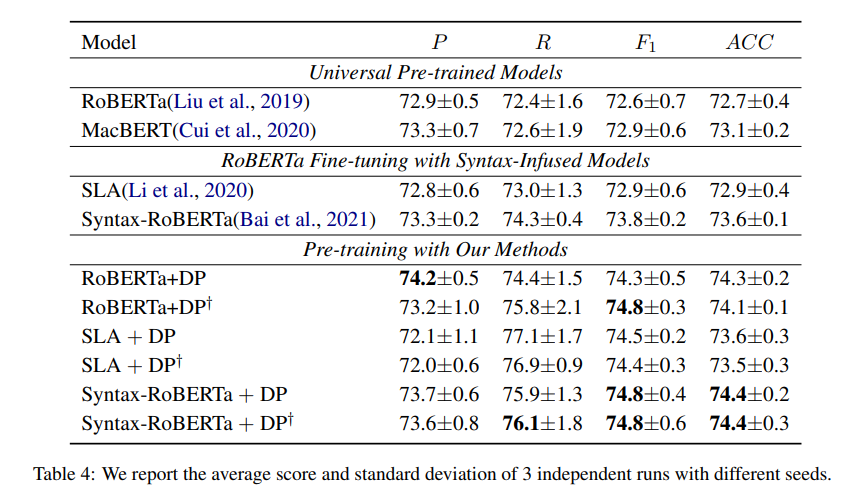 Model P R F1 ACC
Universal Pre-trained Models
RoBERTa(Liu et al., 2019) 72.9±0.5 72.4±1.6 72.6±0.7 72.7±0.4
MacBERT(Cui et al., 2020) 73.3±0.7 72.6±1.9 72.9±0.6 73.1±0.2
RoBERTa Fine-tuning with Syntax-Infused Models
SLA(Li et al., 2020) 72.8±0.6 73.0±1.3 72.9±0.6 72.9±0.4
Syntax-RoBERTa(Bai et al., 2021) 73.3±0.2 74.3±0.4 73.8±0.2 73.6±0.1
Pre-training with Our Methods
RoBERTa+DP 74.2±0.5 74.4±1.5 74.3±0.5 74.3±0.2
RoBERTa+DP† 73.2±1.0 75.8±2.1 74.8±0.3 74.1±0.1
SLA + DP 72.1±1.1 77.1±1.7 74.5±0.2 73.6±0.3
SLA + DP† 72.0±0.6 76.9±0.9 74.4±0.3 73.5±0.3
Syntax-RoBERTa + DP 73.7±0.6 75.9±1.3 74.8±0.4 74.4±0.2
Syntax-RoBERTa + DP† 73.6±0.8 76.1±1.8 74.8±0.6 74.4±0.3
Table 4: We report the average score and standard deviation of 3 independent runs with different seeds.